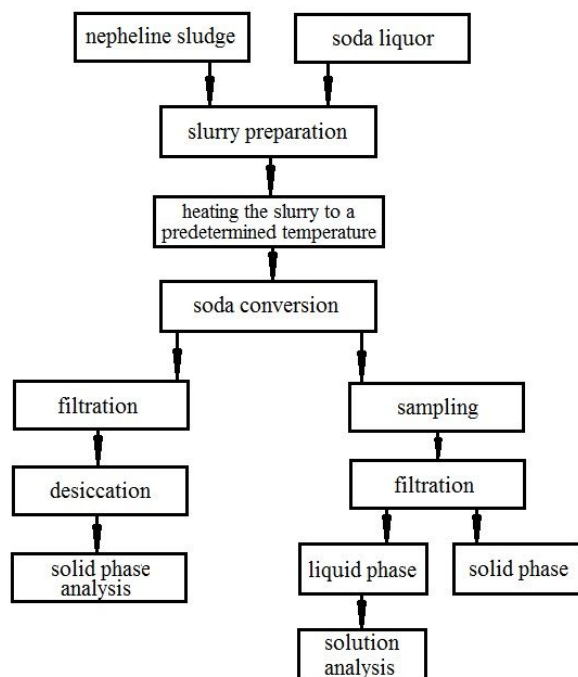 nepheline sludge
soda liquor
slurry preparation
heating the slurry to a
predetermined temperature
soda conversion
filtration
sampling
desiccation
filtration
solid phase
analysis
liquid phase
solid phase
solution
analysis